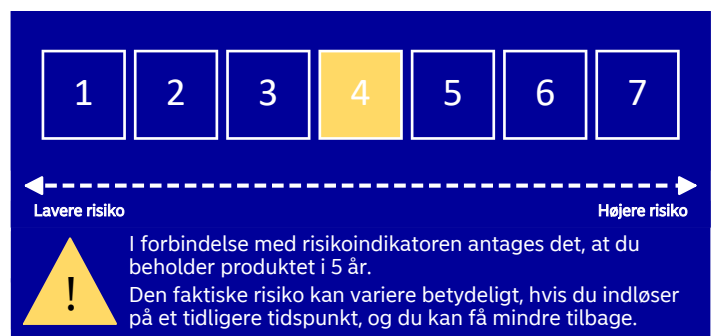 1 2 3 4 5 6 7
Lavere risiko Højere risiko
!
I forbindelse med risikoindikatoren antages det, at du
beholder produktet i 5 år.
Den faktiske risiko kan variere betydeligt, hvis du indløser
på et tidligere tidspunkt, og du kan få mindre tilbage.